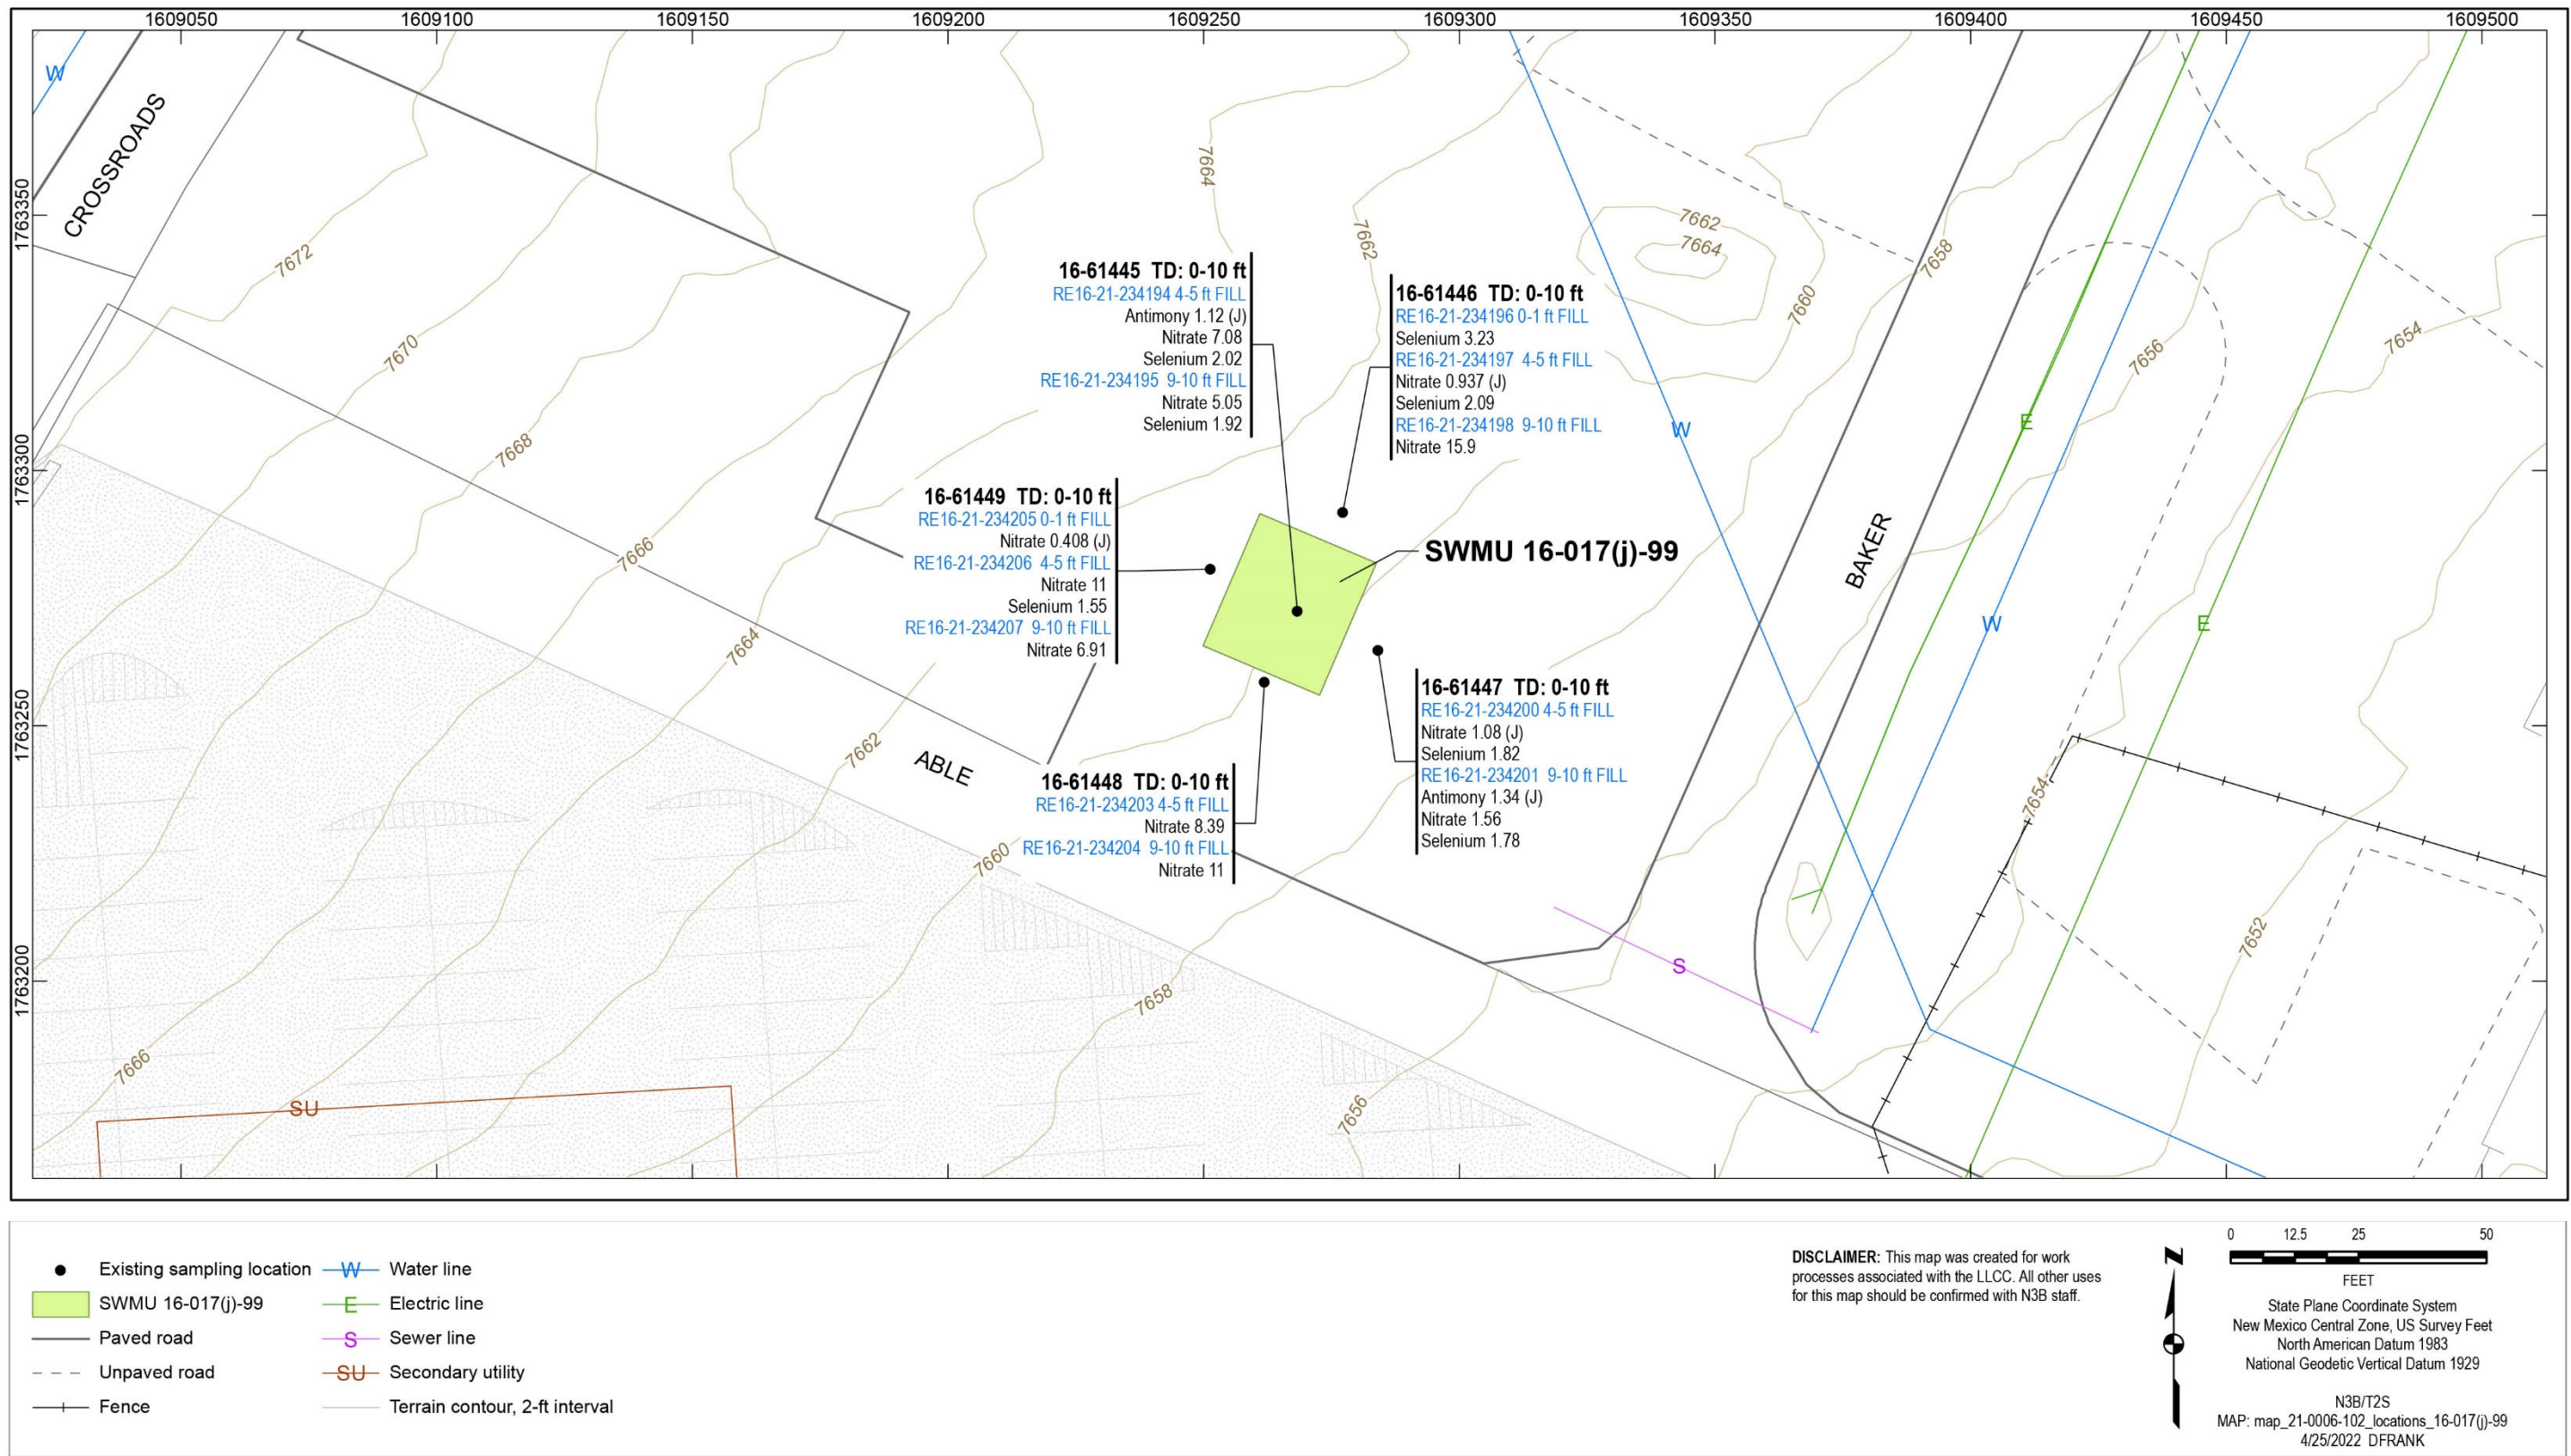 1609050 1609100 1609150 1609200 1609250 1609300 1609350 1609400 1609450 1609500
1763350
1763300
1763250
1763200
W
CROSSROADS
7672
7670
7668
7666
7664
7662
7660
7658
7656
7666
SU
ABLE
7664
7662
7662
7664
7660
7658
7656
7654
7654
7652
W
E
W
E
S
BAKER
16-61445 TD: 0-10 ft
RE16-21-234194 4-5 ft FILL
Antimony 1.12 (J)
Nitrate 7.08
Selenium 2.02
RE16-21-234195 9-10 ft FILL
Nitrate 5.05
Selenium 1.92
16-61446 TD: 0-10 ft
RE16-21-234196 0-1 ft FILL
Selenium 3.23
RE16-21-234197 4-5 ft FILL
Nitrate 0.937 (J)
Selenium 2.09
RE16-21-234198 9-10 ft FILL
Nitrate 15.9
16-61449 TD: 0-10 ft
RE16-21-234205 0-1 ft FILL
Nitrate 0.408 (J)
RE16-21-234206 4-5 ft FILL
Nitrate 11
Selenium 1.55
RE16-21-234207 9-10 ft FILL
Nitrate 6.91
SWMU 16-017(j)-99
16-61447 TD: 0-10 ft
RE16-21-234200 4-5 ft FILL
Nitrate 1.08 (J)
Selenium 1.82
RE16-21-234201 9-10 ft FILL
Antimony 1.34 (J)
Nitrate 1.56
Selenium 1.78
16-61448 TD: 0-10 ft
RE16-21-234203 4-5 ft FILL
Nitrate 8.39
RE16-21-234204 9-10 ft FILL
Nitrate 11
Existing sampling location
SWMU 16-017(j)-99
Paved road
Unpaved road
Fence
W Water line
E Electric line
S Sewer line
SU Secondary utility
Terrain contour, 2-ft interval
DISCLAIMER: This map was created for work
processes associated with the LLCC. All other uses
for this map should be confirmed with N3B staff.
N
0 12.5 25 50
FEET
State Plane Coordinate System
New Mexico Central Zone, US Survey Feet
North American Datum 1983
National Geodetic Vertical Datum 1929
N3B/T2S
MAP: map_21-0006-102_locations_16-017(j)-99
4/25/2022 DFRANK